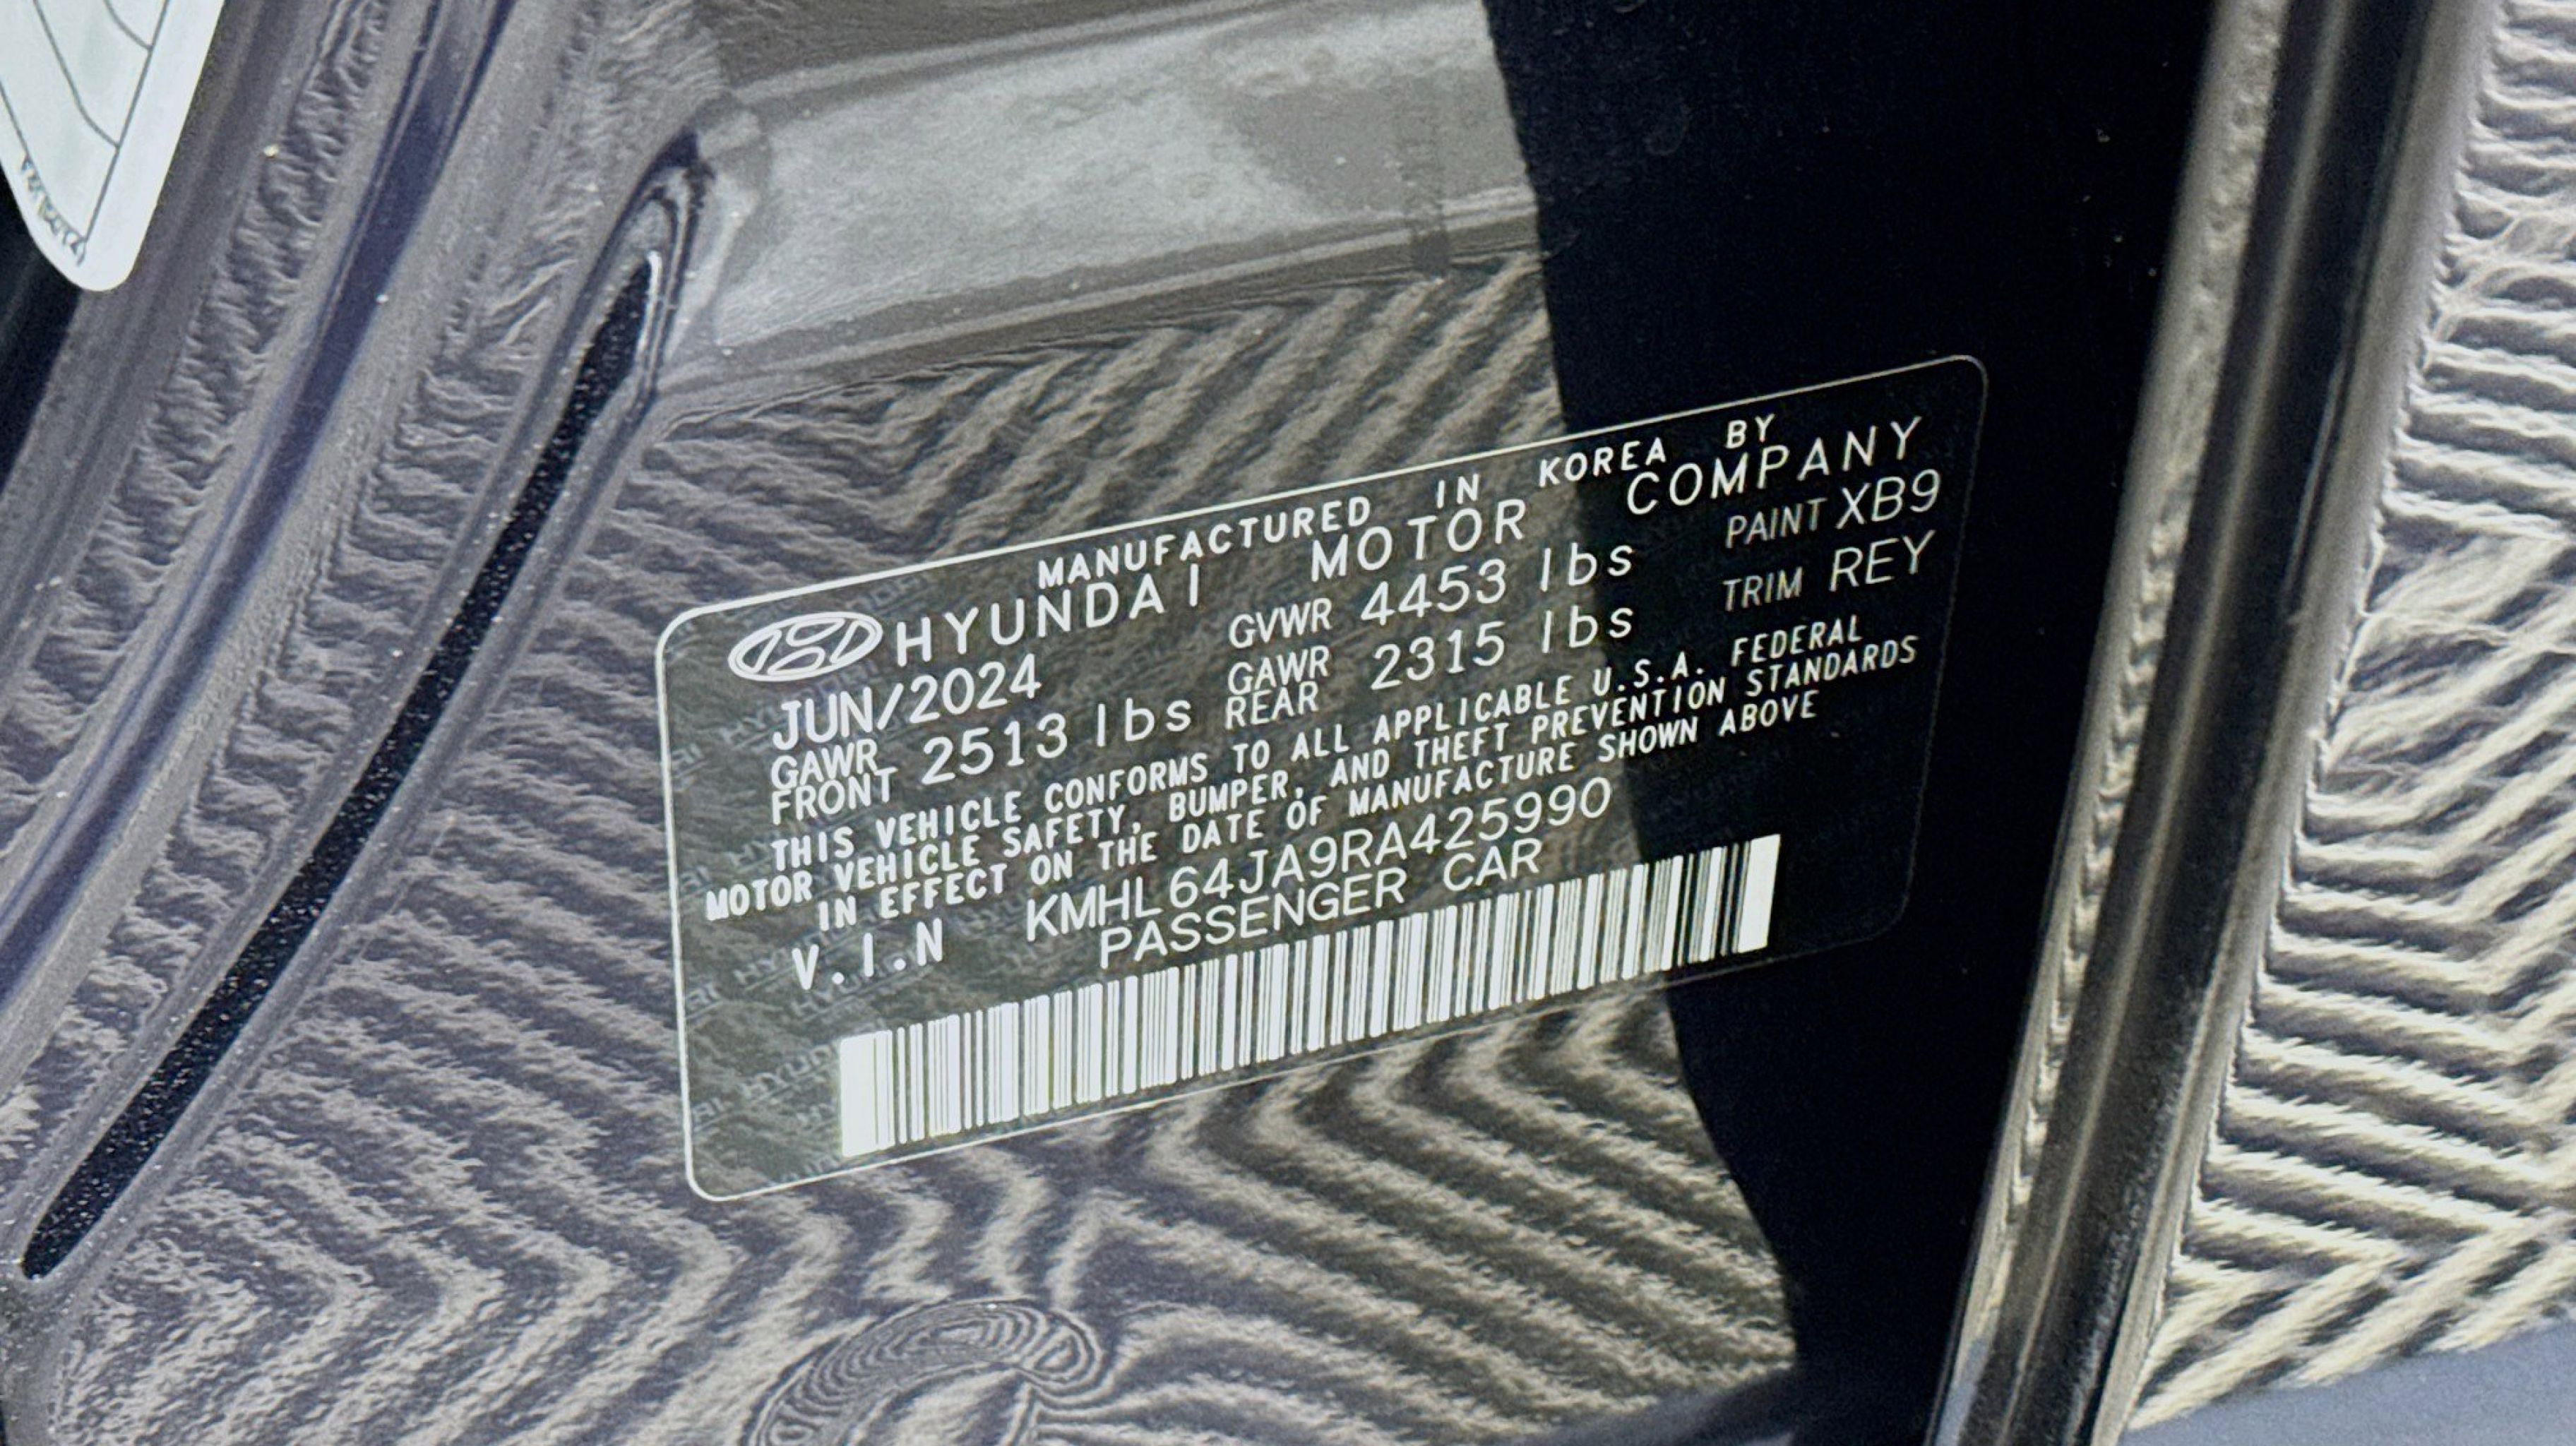 MANUFACTURED IN KOREA BY
HYUNDAI MOTOR COMPANY
JUN/2024 GVWR 4453 lbs PAINT XB9
GAWR FRONT 2513 lbs GAWR REAR 2315 lbs TRIM REY
THIS VEHICLE CONFORMS TO ALL APPLICABLE U.S.A. FEDERAL
MOTOR VEHICLE SAFETY, BUMPER, AND THEFT PREVENTION STANDARDS
IN EFFECT ON THE DATE OF MANUFACTURE SHOWN ABOVE
V.I.N KMHL64JA9RA425990
PASSENGER CAR